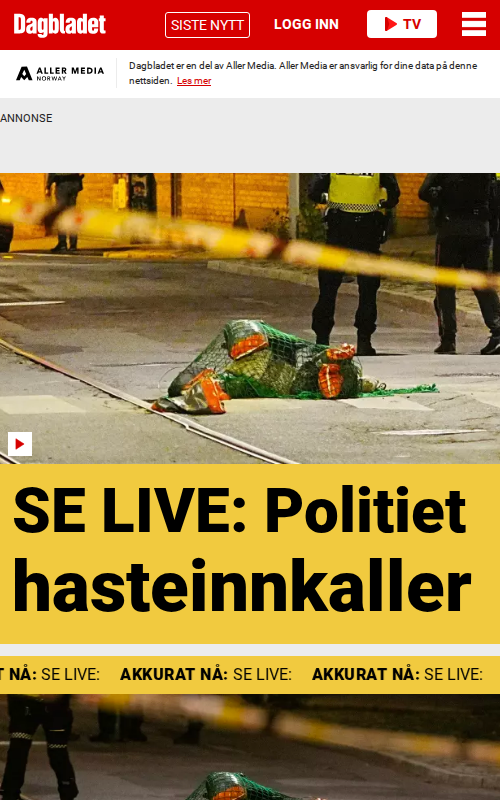 Dagbladet
SISTE NYTT
LOGG INN
TV
ALLER MEDIA
NORWAY
Dagbladet er en del av Aller Media. Aller Media er ansvarlig for dine data på denne
nettsiden. Les mer
ANNONSE
SE LIVE: Politiet
hasteinnkaller
T NÅ: SE LIVE: AKKURAT NÅ: SE LIVE: AKKURAT NÅ: SE LIVE: